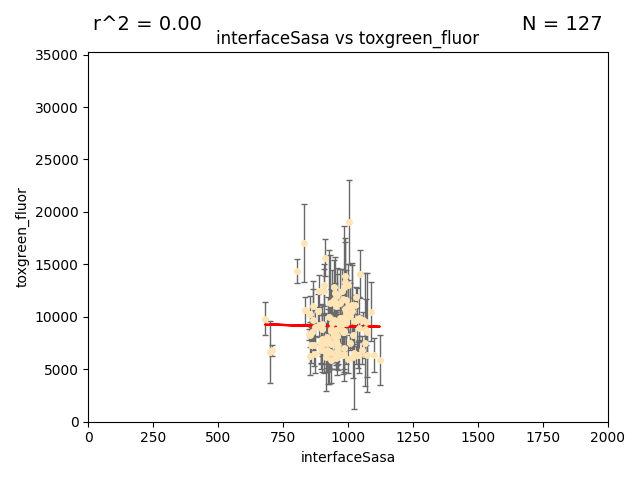 r^2 = 0.00
N = 127
interfaceSasa vs toxgreen_fluor
35000
30000
25000
20000
15000
10000
5000
0
toxgreen_fluor
0 250 500 750 1000 1250 1500 1750 2000
interfaceSasa